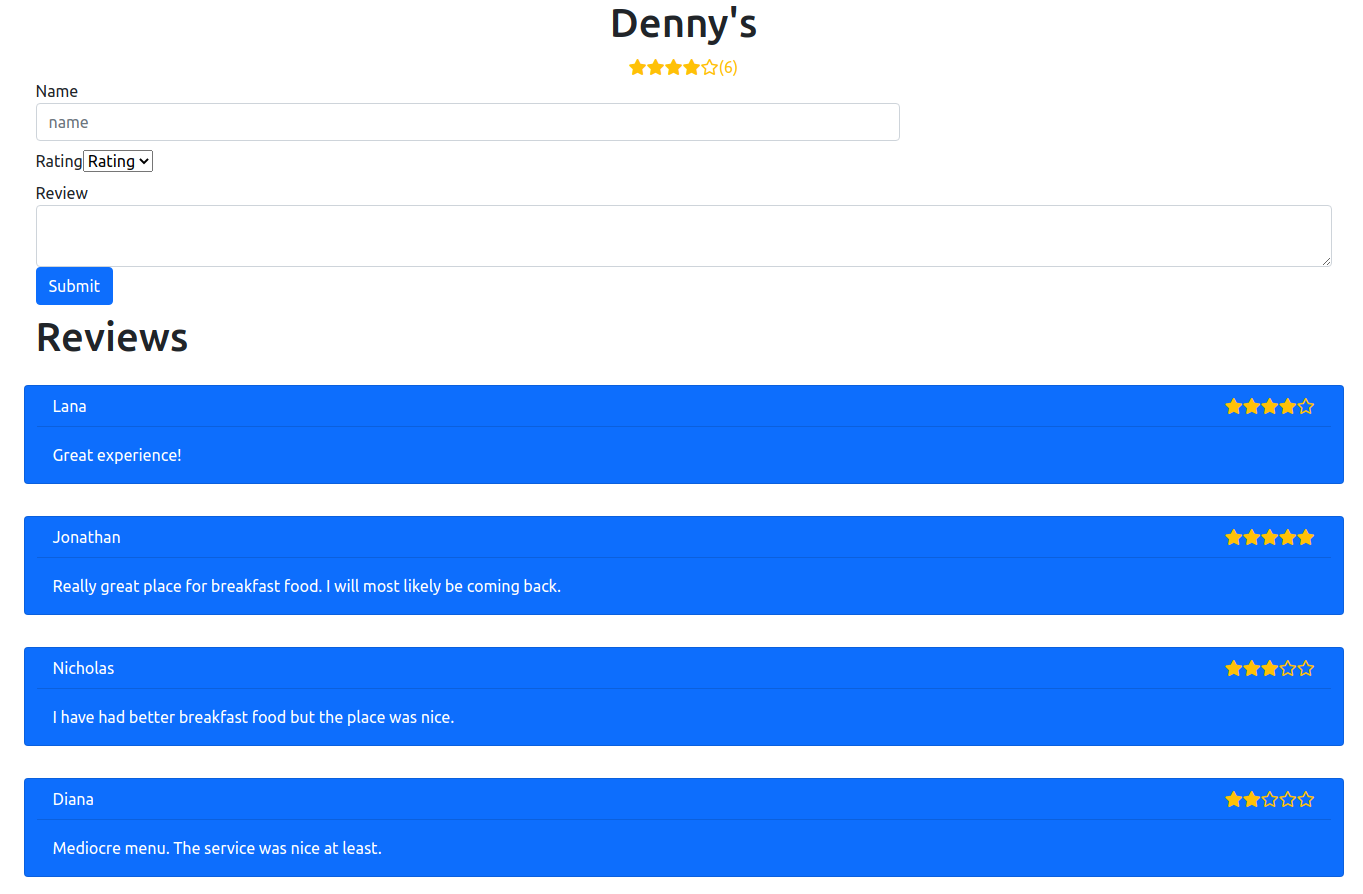 Denny's
(6)
Name
name
Rating Rating
Review
Submit
Reviews
Lana
Great experience!
Jonathan
Really great place for breakfast food. I will most likely be coming back.
Nicholas
I have had better breakfast food but the place was nice.
Diana
Mediocre menu. The service was nice at least.